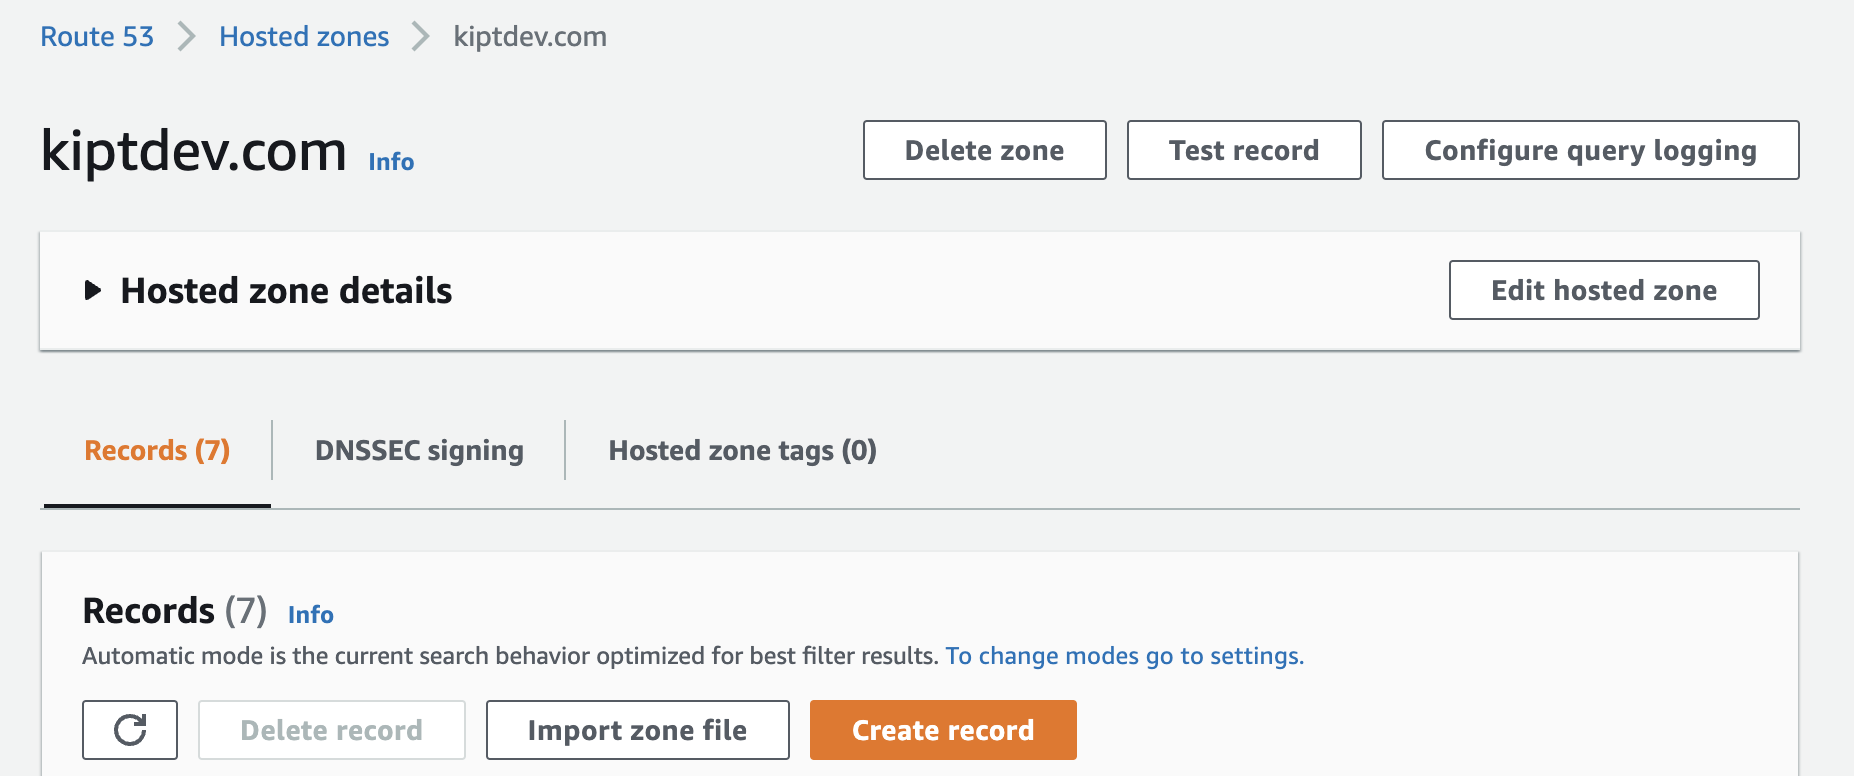 Route 53 Hosted zones kiptdev.com
kiptdev.com Info
Delete zone Test record Configure query logging
Hosted zone details Edit hosted zone
Records (7) DNSSEC signing Hosted zone tags (0)
Records (7) Info
Automatic mode is the current search behavior optimized for best filter results. To change modes go to settings.
Delete record Import zone file Create record